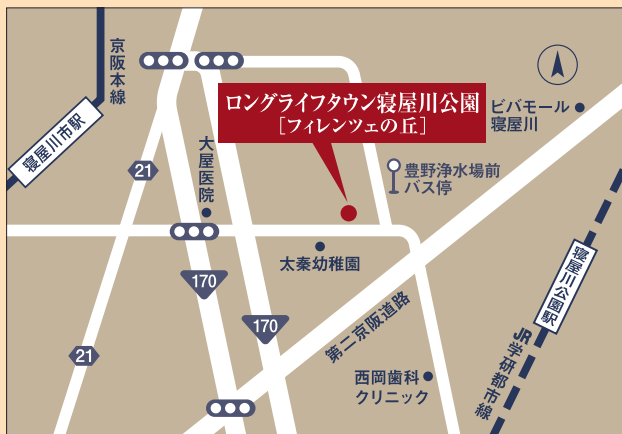 京阪本線
寝屋川市駅
ロングライフタウン寝屋川公園
[フィレンツェの丘]
ビバモール
寝屋川
大屋医院
21
豊野浄水場前
バス停
太秦幼稚園
170
170
21
第二京阪道路
寝屋川公園駅
JR学研都市線
西岡歯科
クリニック